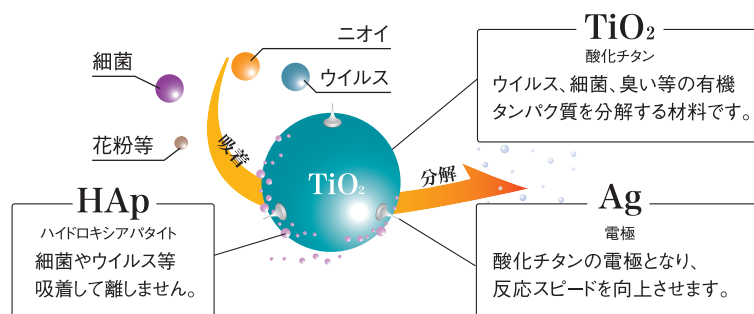 ニオイ
細菌
ウイルス
花粉等
吸着
TiO₂
分解
TiO₂
酸化チタン
ウイルス、細菌、臭い等の有機
タンパク質を分解する材料です。
HAp
ハイドロキシアパタイト
細菌やウイルス等
吸着して離しません。
Ag
電極
酸化チタンの電極となり、
反応スピードを向上させます。